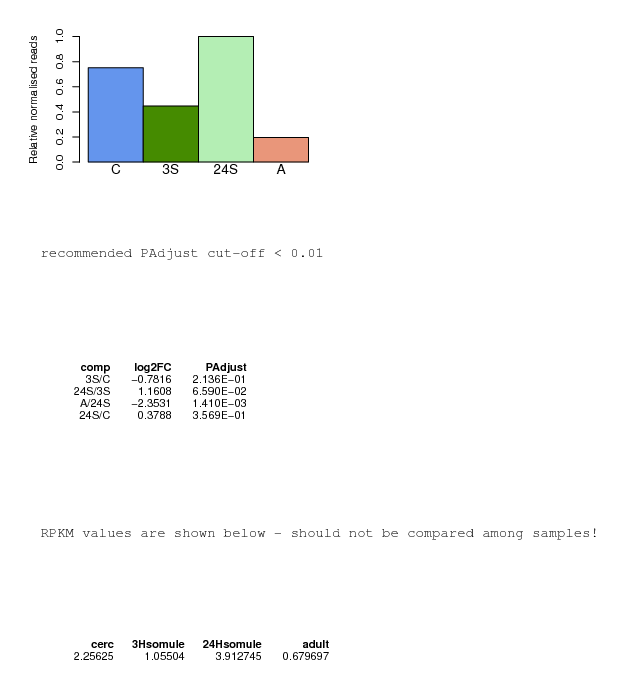 Relative normalised reads
1.0
0.8
0.6
0.4
0.2
0.0
C 3S 24S A
recommended PAdjust cut-off < 0.01
comp log2FC PAdjust
3S/C −0.7816 2.136E−01
24S/3S 1.1608 6.590E−02
A/24S −2.3531 1.410E−03
24S/C 0.3788 3.569E−01
RPKM values are shown below - should not be compared among samples!
cerc 3Hsomule 24Hsomule adult
2.25625 1.05504 3.912745 0.679697